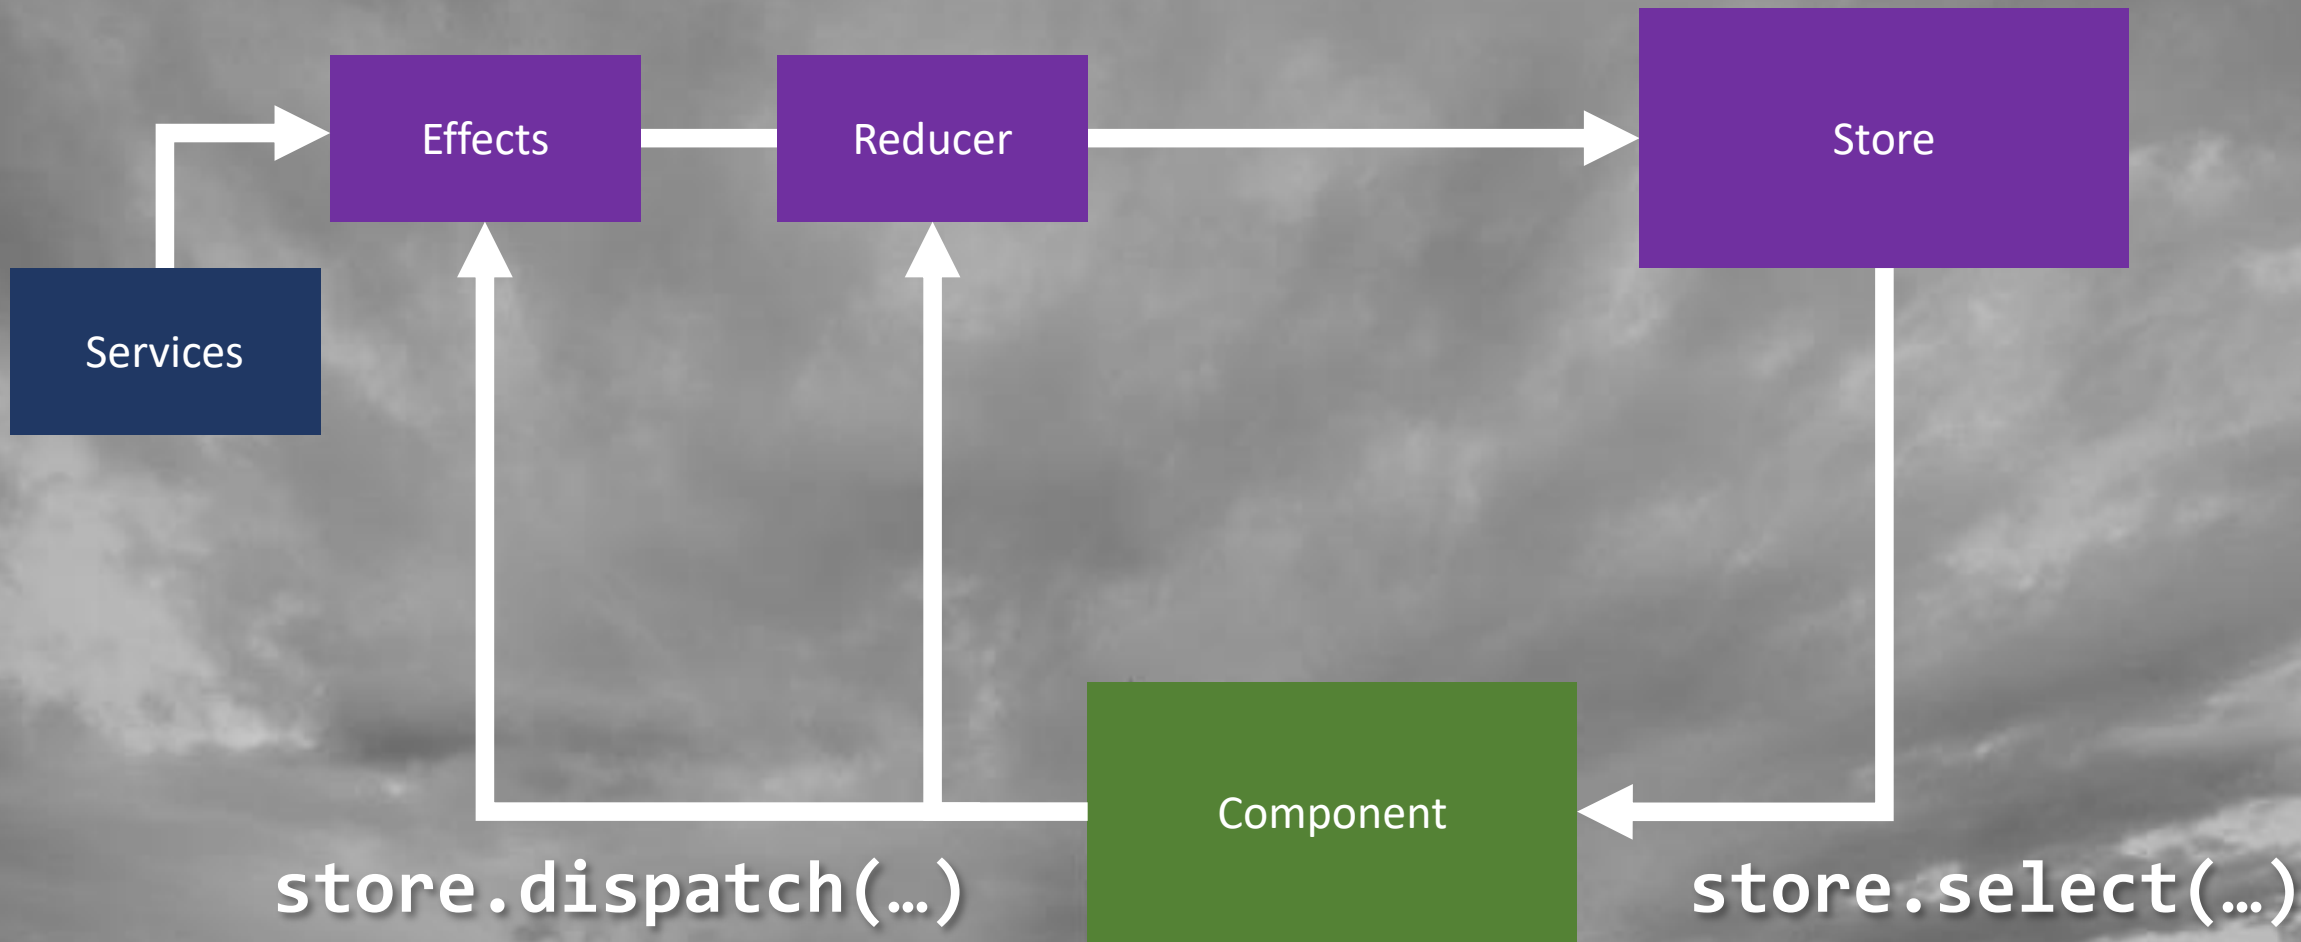 Effects
Reducer
Store
Services
Component
store.dispatch(…)
store.select(…)